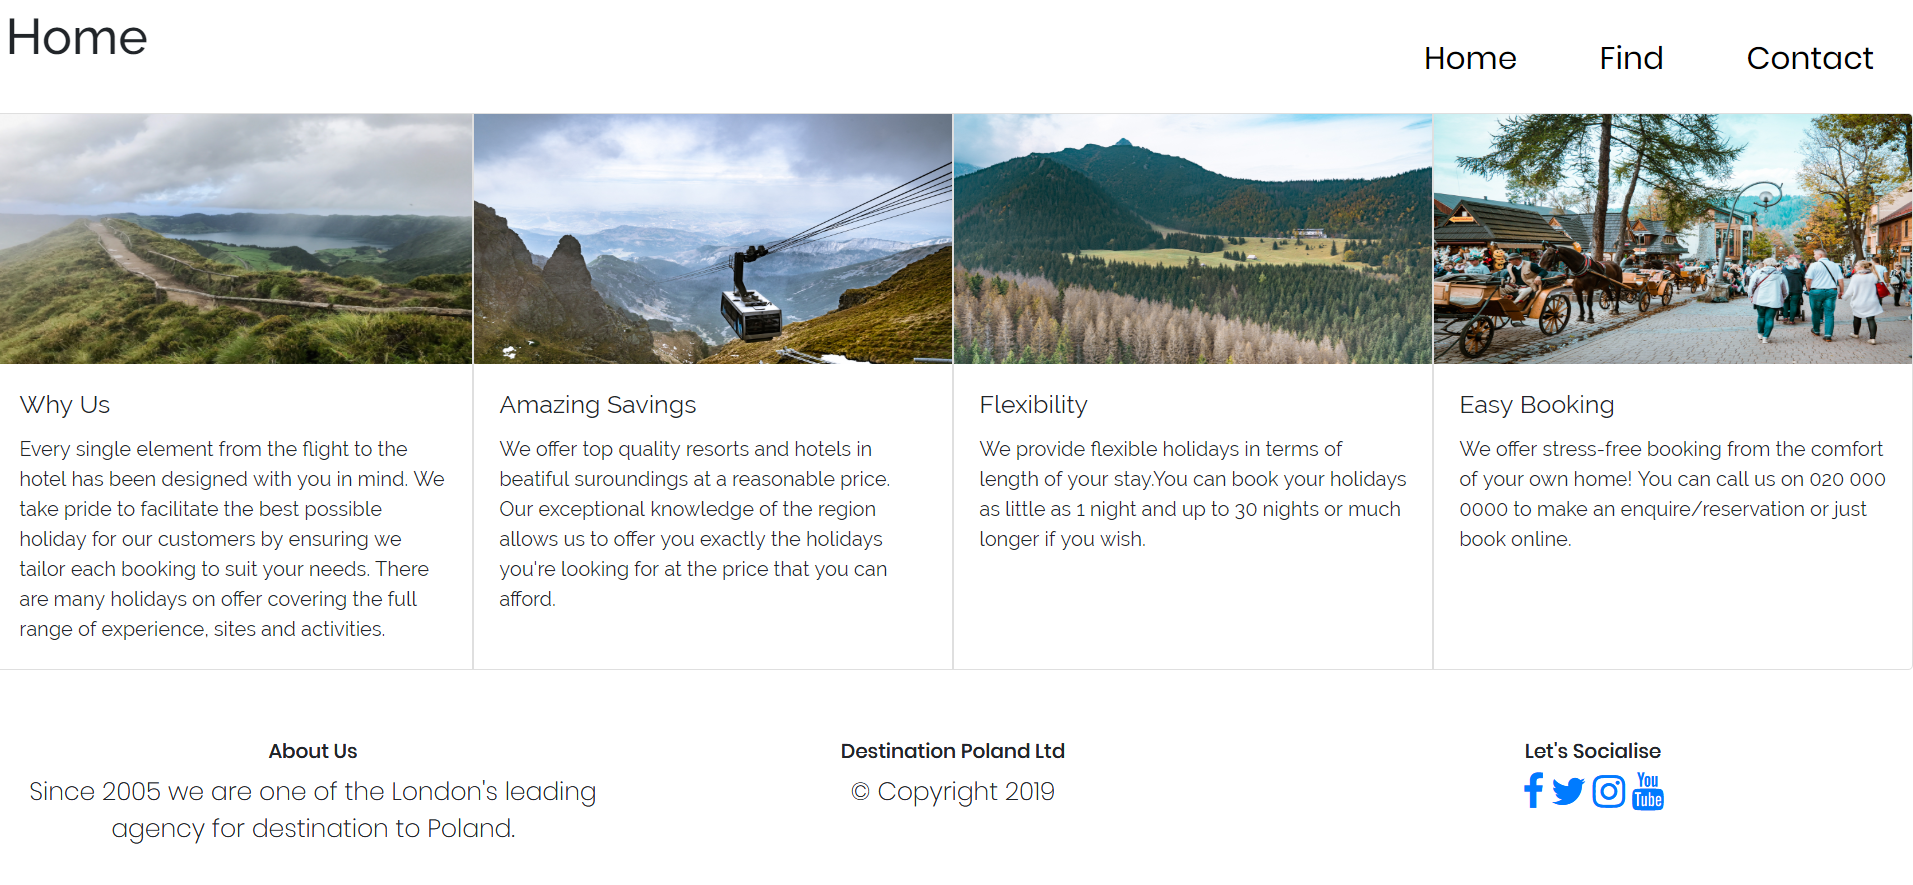 Home
Home Find Contact
Why Us
Every single element from the flight to the
hotel has been designed with you in mind. We
take pride to facilitate the best possible
holiday for our customers by ensuring we
tailor each booking to suit your needs. There
are many holidays on offer covering the full
range of experience, sites and activities.
Amazing Savings
We offer top quality resorts and hotels in
beatiful suroundings at a reasonable price.
Our exceptional knowledge of the region
allows us to offer you exactly the holidays
you're looking for at the price that you can
afford.
Flexibility
We provide flexible holidays in terms of
length of your stay.You can book your holidays
as little as 1 night and up to 30 nights or much
longer if you wish.
Easy Booking
We offer stress-free booking from the comfort
of your own home! You can call us on 020 000
0000 to make an enquire/reservation or just
book online.
About Us
Since 2005 we are one of the London's leading
agency for destination to Poland.
Destination Poland Ltd
© Copyright 2019
Let's Socialise
You
Tube